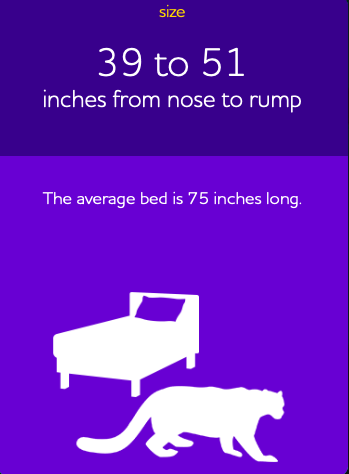 size
39 to 51
inches from nose to rump
The average bed is 75 inches long.